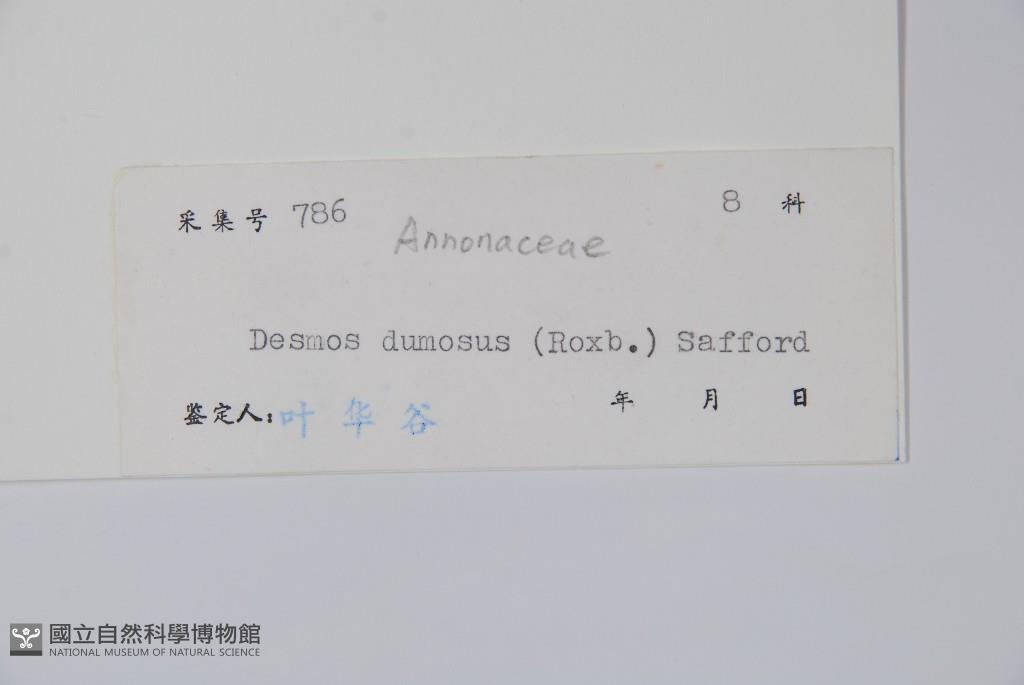 采集号 786 8 科
Annonaceae
Desmos dumosus (Roxb.) Safford
鉴定人: 叶华谷 年 月 日
國立自然科學博物館
NATIONAL MUSEUM OF NATURAL SCIENCE